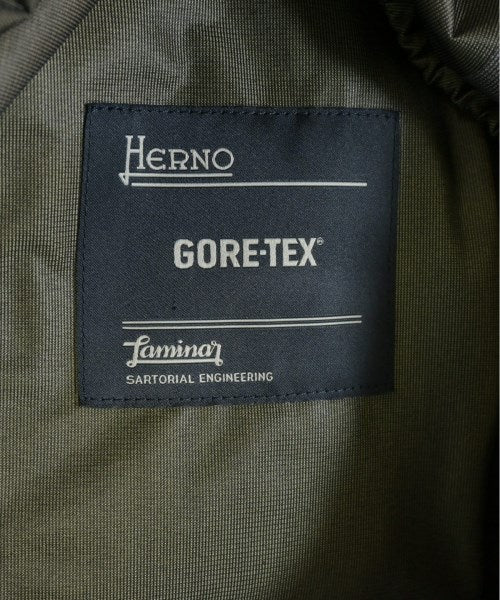 HERNO
GORE-TEX®
Laminar
SARTORIAL ENGINEERING